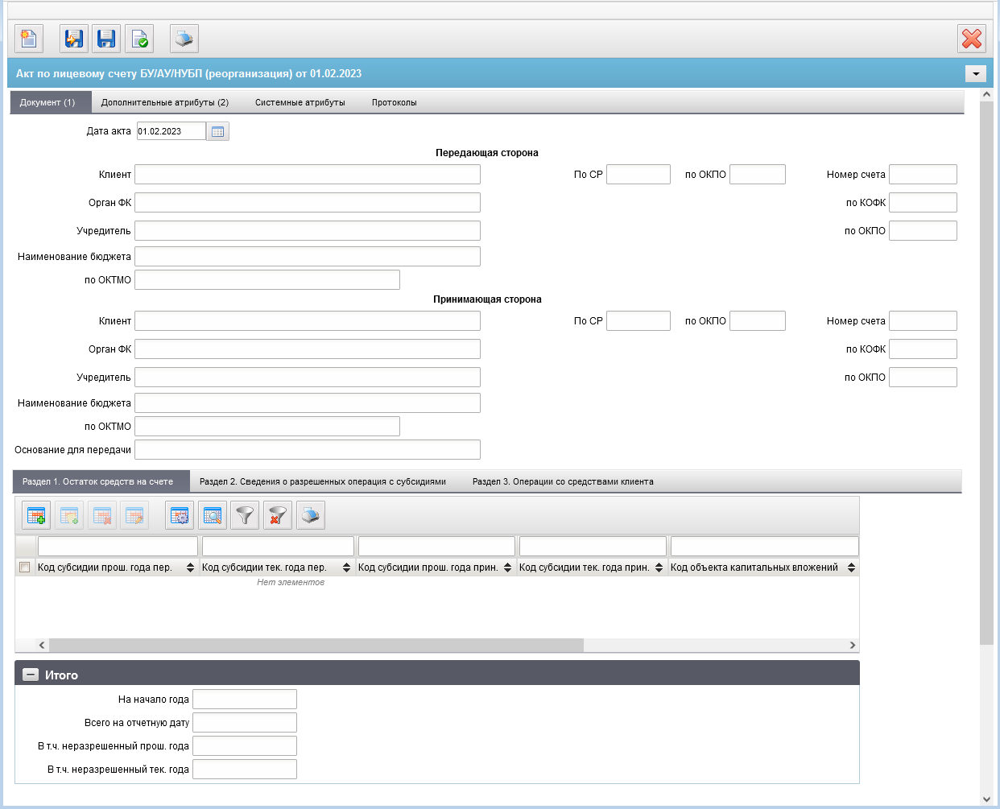 Акт по лицевому счету БУ/АУ/НУБП (реорганизация) от 01.02.2023
Документ (1) Дополнительные атрибуты (2) Системные атрибуты Протоколы
Дата акта 01.02.2023
Передающая сторона
Клиент По СР по ОКПО Номер счета
Орган ФК по КОФК
Учредитель по ОКПО
Наименование бюджета
по ОКТМО
Принимающая сторона
Клиент По СР по ОКПО Номер счета
Орган ФК по КОФК
Учредитель по ОКПО
Наименование бюджета
по ОКТМО
Основание для передачи
Раздел 1. Остаток средств на счете Раздел 2. Сведения о разрешенных операция с субсидиями Раздел 3. Операции со средствами клиента
Код субсидии прош. года пер. Код субсидии тек. года пер. Код субсидии прош. года прин. Код субсидии тек. года прин. Код объекта капитальных вложений
Нет элементов
Итого
На начало года
Всего на отчетную дату
В т.ч. неразрешенный прош. года
В т.ч. неразрешенный тек. года